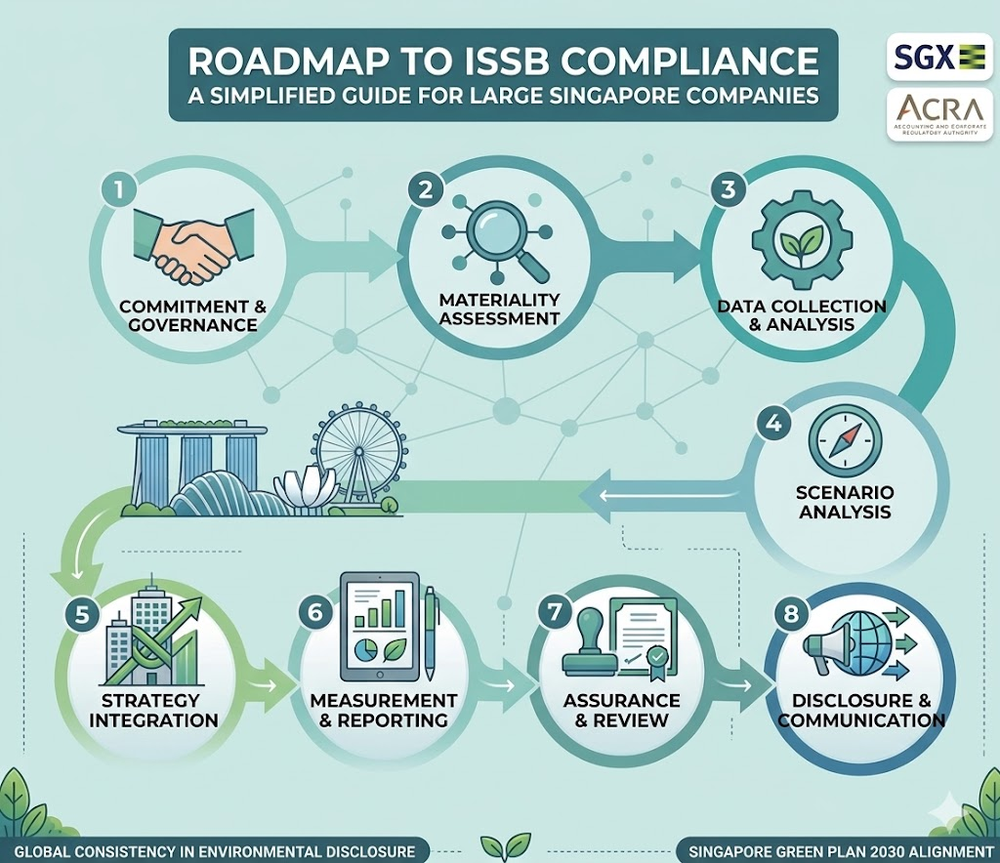 ROADMAP TO ISSB COMPLIANCE
A SIMPLIFIED GUIDE FOR LARGE SINGAPORE COMPANIES
SGX
ACRA
ACCOUNTING AND CORPORATE
REGULATORY AUTHORITY
1
COMMITMENT &
GOVERNANCE
2
MATERIALITY
ASSESSMENT
3
DATA COLLECTION
& ANALYSIS
4
SCENARIO
ANALYSIS
5
STRATEGY
INTEGRATION
6
MEASUREMENT
& REPORTING
7
ASSURANCE
& REVIEW
8
DISCLOSURE &
COMMUNICATION
GLOBAL CONSISTENCY IN ENVIRONMENTAL DISCLOSURE
SINGAPORE GREEN PLAN 2030 ALIGNMENT